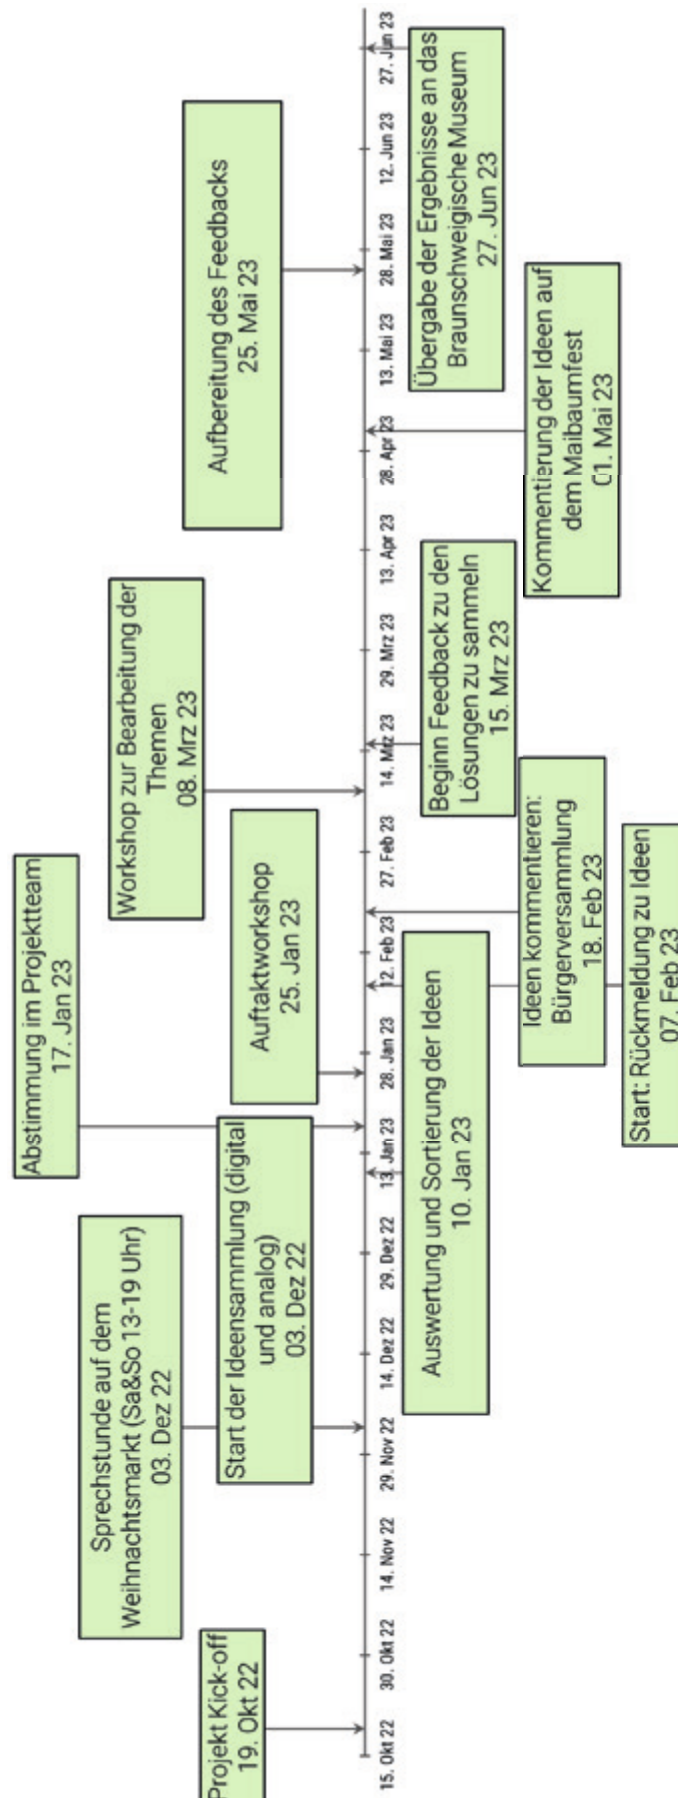 Projekt Kick-off
19. Okt 22
Sprechstunde auf dem
Weihnachtsmarkt (Sa&So 13-19 Uhr)
03. Dez 22
Start der Ideensammlung (digital
und analog)
03. Dez 22
Abstimmung im Projektteam
17. Jan 23
Auftaktworkshop
25. Jan 23
Workshop zur Bearbeitung der
Themen
08. Mrz 23
Aufbereitung des Feedbacks
25. Mai 23
15. Okt 22
30. Okt 22
14. Nov 22
29. Nov 22
14. Dez 22
29. Dez 22
13. Jan 23
28. Jan 23
12. Feb 23
27. Feb 23
14. Mrz 23
29. Mrz 23
13. Apr 23
28. Apr 23
13. Mai 23
28. Mai 23
12. Jun 23
27. Jun 23
Auswertung und Sortierung der Ideen
10. Jan 23
Start: Rückmeldung zu Ideen
07. Feb 23
Ideen kommentieren:
Bürgerversammlung
18. Feb 23
Beginn Feedback zu den
Lösungen zu sammeln
15. Mrz 23
Kommentierung der Ideen auf
dem Maibaumfest
01. Mai 23
Übergabe der Ergebnisse an das
Braunschweigische Museum
27. Jun 23